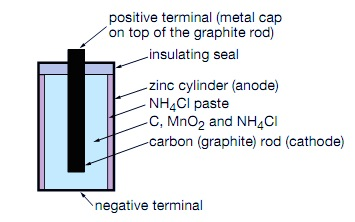 positive terminal (metal cap
on top of the graphite rod)
insulating seal
zinc cylinder (anode)
NH4Cl paste
C, MnO2 and NH4Cl
carbon (graphite) rod (cathode)
negative terminal